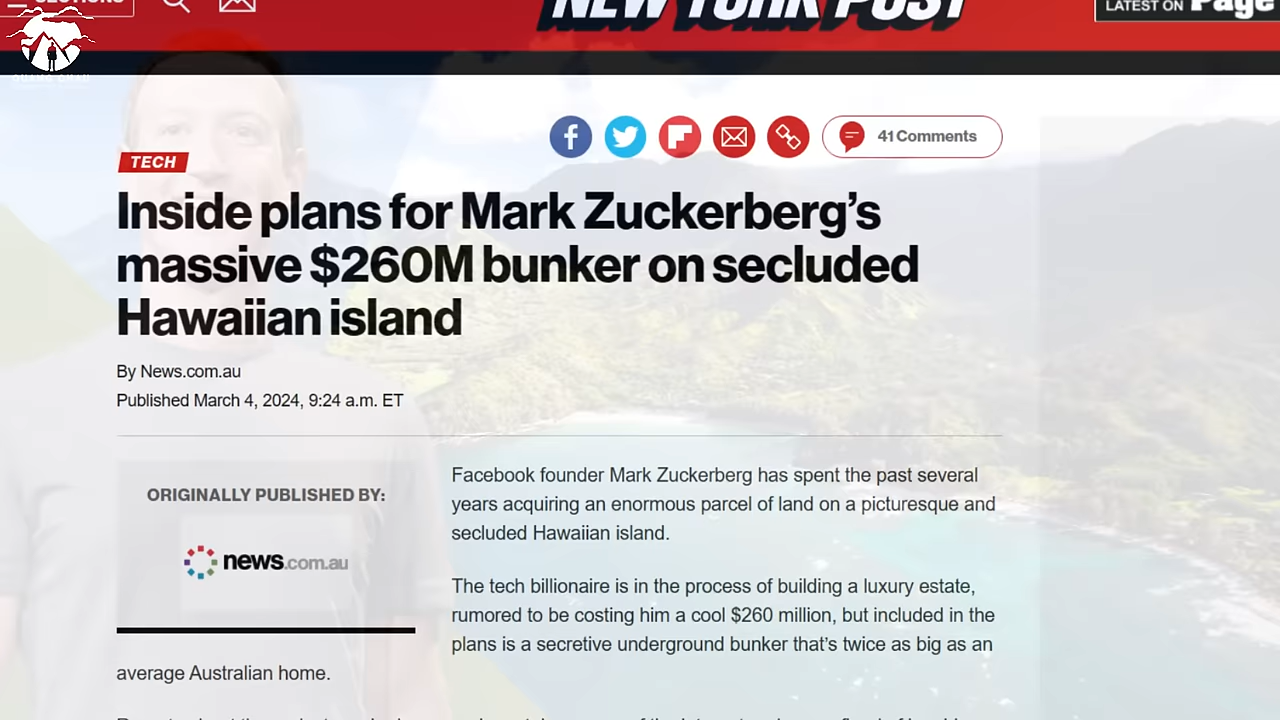 SECTIONS
NEW YORK POST
LATEST ON Page
41 Comments
TECH
Inside plans for Mark Zuckerberg's
massive $260M bunker on secluded
Hawaiian island
By News.com.au
Published March 4, 2024, 9:24 a.m. ET
ORIGINALLY PUBLISHED BY:
news.com.au
Facebook founder Mark Zuckerberg has spent the past several
years acquiring an enormous parcel of land on a picturesque and
secluded Hawaiian island.
The tech billionaire is in the process of building a luxury estate,
rumored to be costing him a cool $260 million, but included in the
plans is a secretive underground bunker that's twice as big as an
average Australian home.